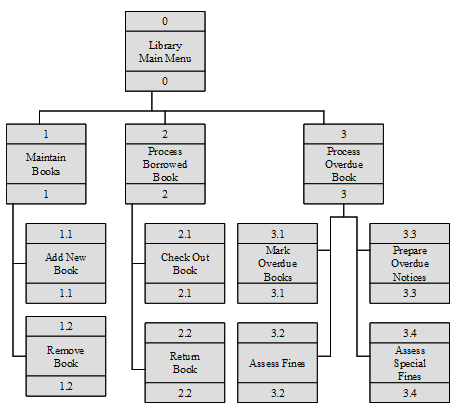 0
Library
Main Menu
0
1
Maintain
Books
1
2
Process
Borrowed
Book
2
3
Process
Overdue
Book
3
1.1
Add New
Book
1.1
2.1
Check Out
Book
2.1
3.1
Mark
Overdue
Books
3.1
3.3
Prepare
Overdue
Notices
3.3
1.2
Remove
Book
1.2
2.2
Return
Book
2.2
3.2
Assess Fines
3.2
3.4
Assess
Special
Fines
3.4